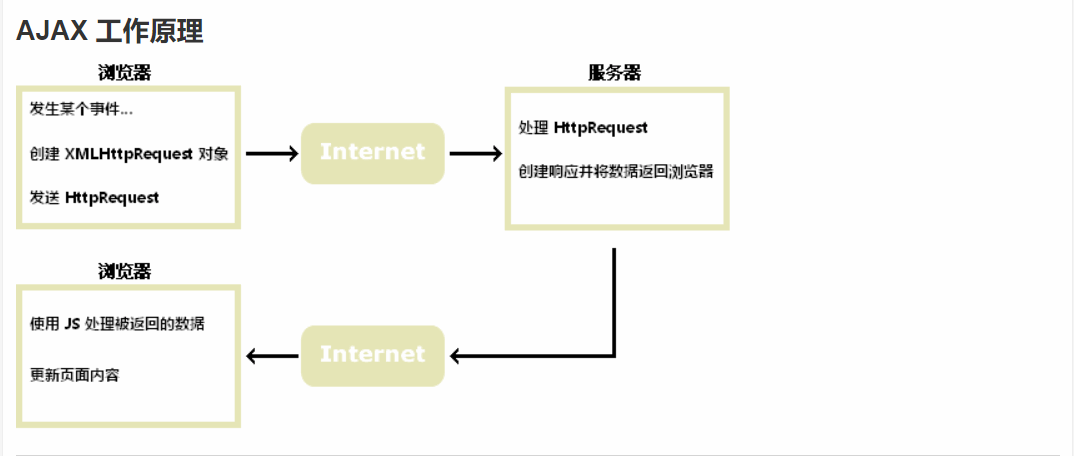 AJAX 工作原理
浏览器
发生某个事件...
创建 XMLHttpRequest 对象
发送 HttpRequest
Internet
服务器
处理 HttpRequest
创建响应并将数据返回浏览器
浏览器
使用 JS 处理被返回的数据
更新页面内容
Internet